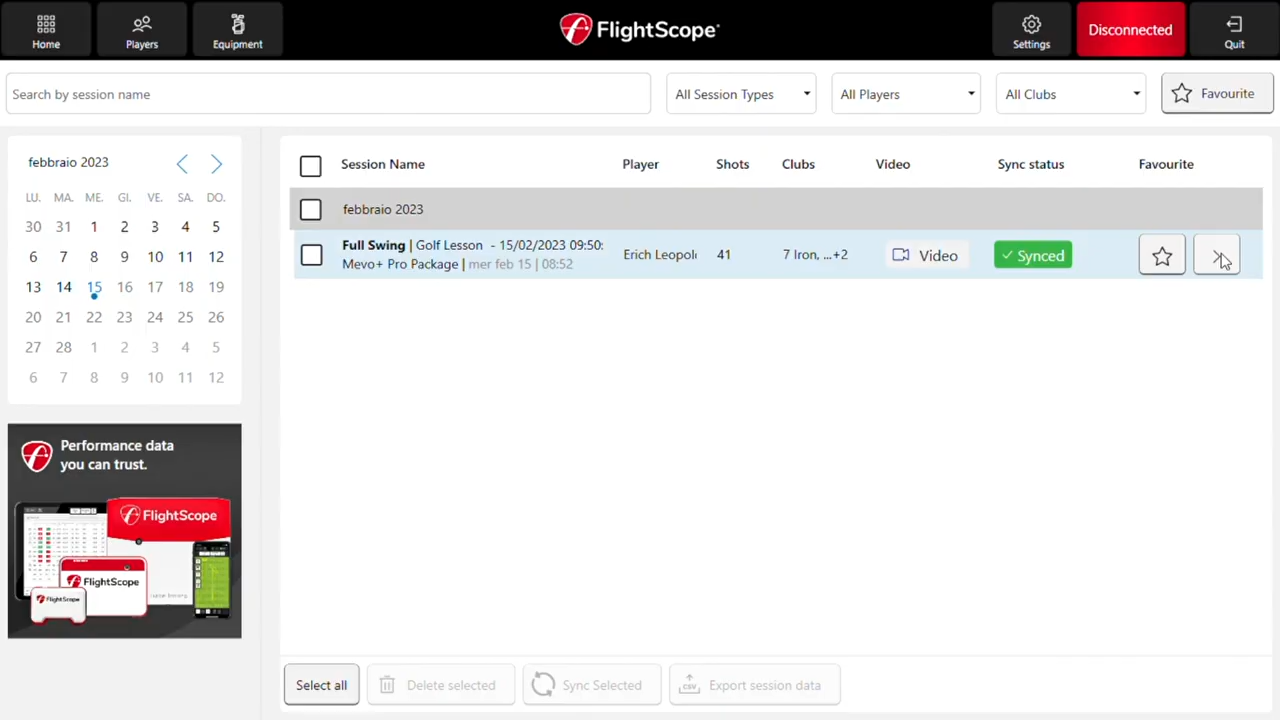 Home
Players
Equipment
FlightScope
Settings
Disconnected
Quit
Search by session name
All Session Types
All Players
All Clubs
Favourite
febbraio 2023
LU. MA. ME. GI. VE. SA. DO.
30 31 1 2 3 4 5
6 7 8 9 10 11 12
13 14 15 16 17 18 19
20 21 22 23 24 25 26
27 28 1 2 3 4 5
6 7 8 9 10 11 12
Performance data
you can trust.
FlightScope
FlightScope
FlightScope
Session Name Player Shots Clubs Video Sync status Favourite
febbraio 2023
Full Swing | Golf Lesson - 15/02/2023 09:50:
Mevo+ Pro Package | mer feb 15 | 08:52
Erich Leopol
41
7 Iron, ...+2
Video
Synced
Select all
Delete selected
Sync Selected
CSV
Export session data